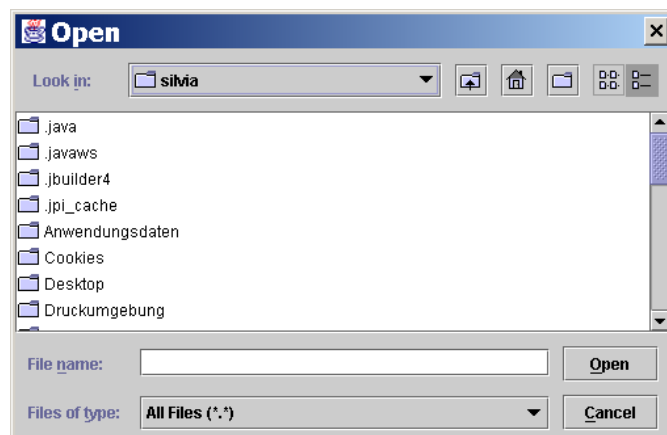 Open
Look in: silvia
.java
.javaws
.jbuilder4
.jpi_cache
Anwendungsdaten
Cookies
Desktop
Druckumgebung
File name: Open
Files of type: All Files (*.*) Cancel